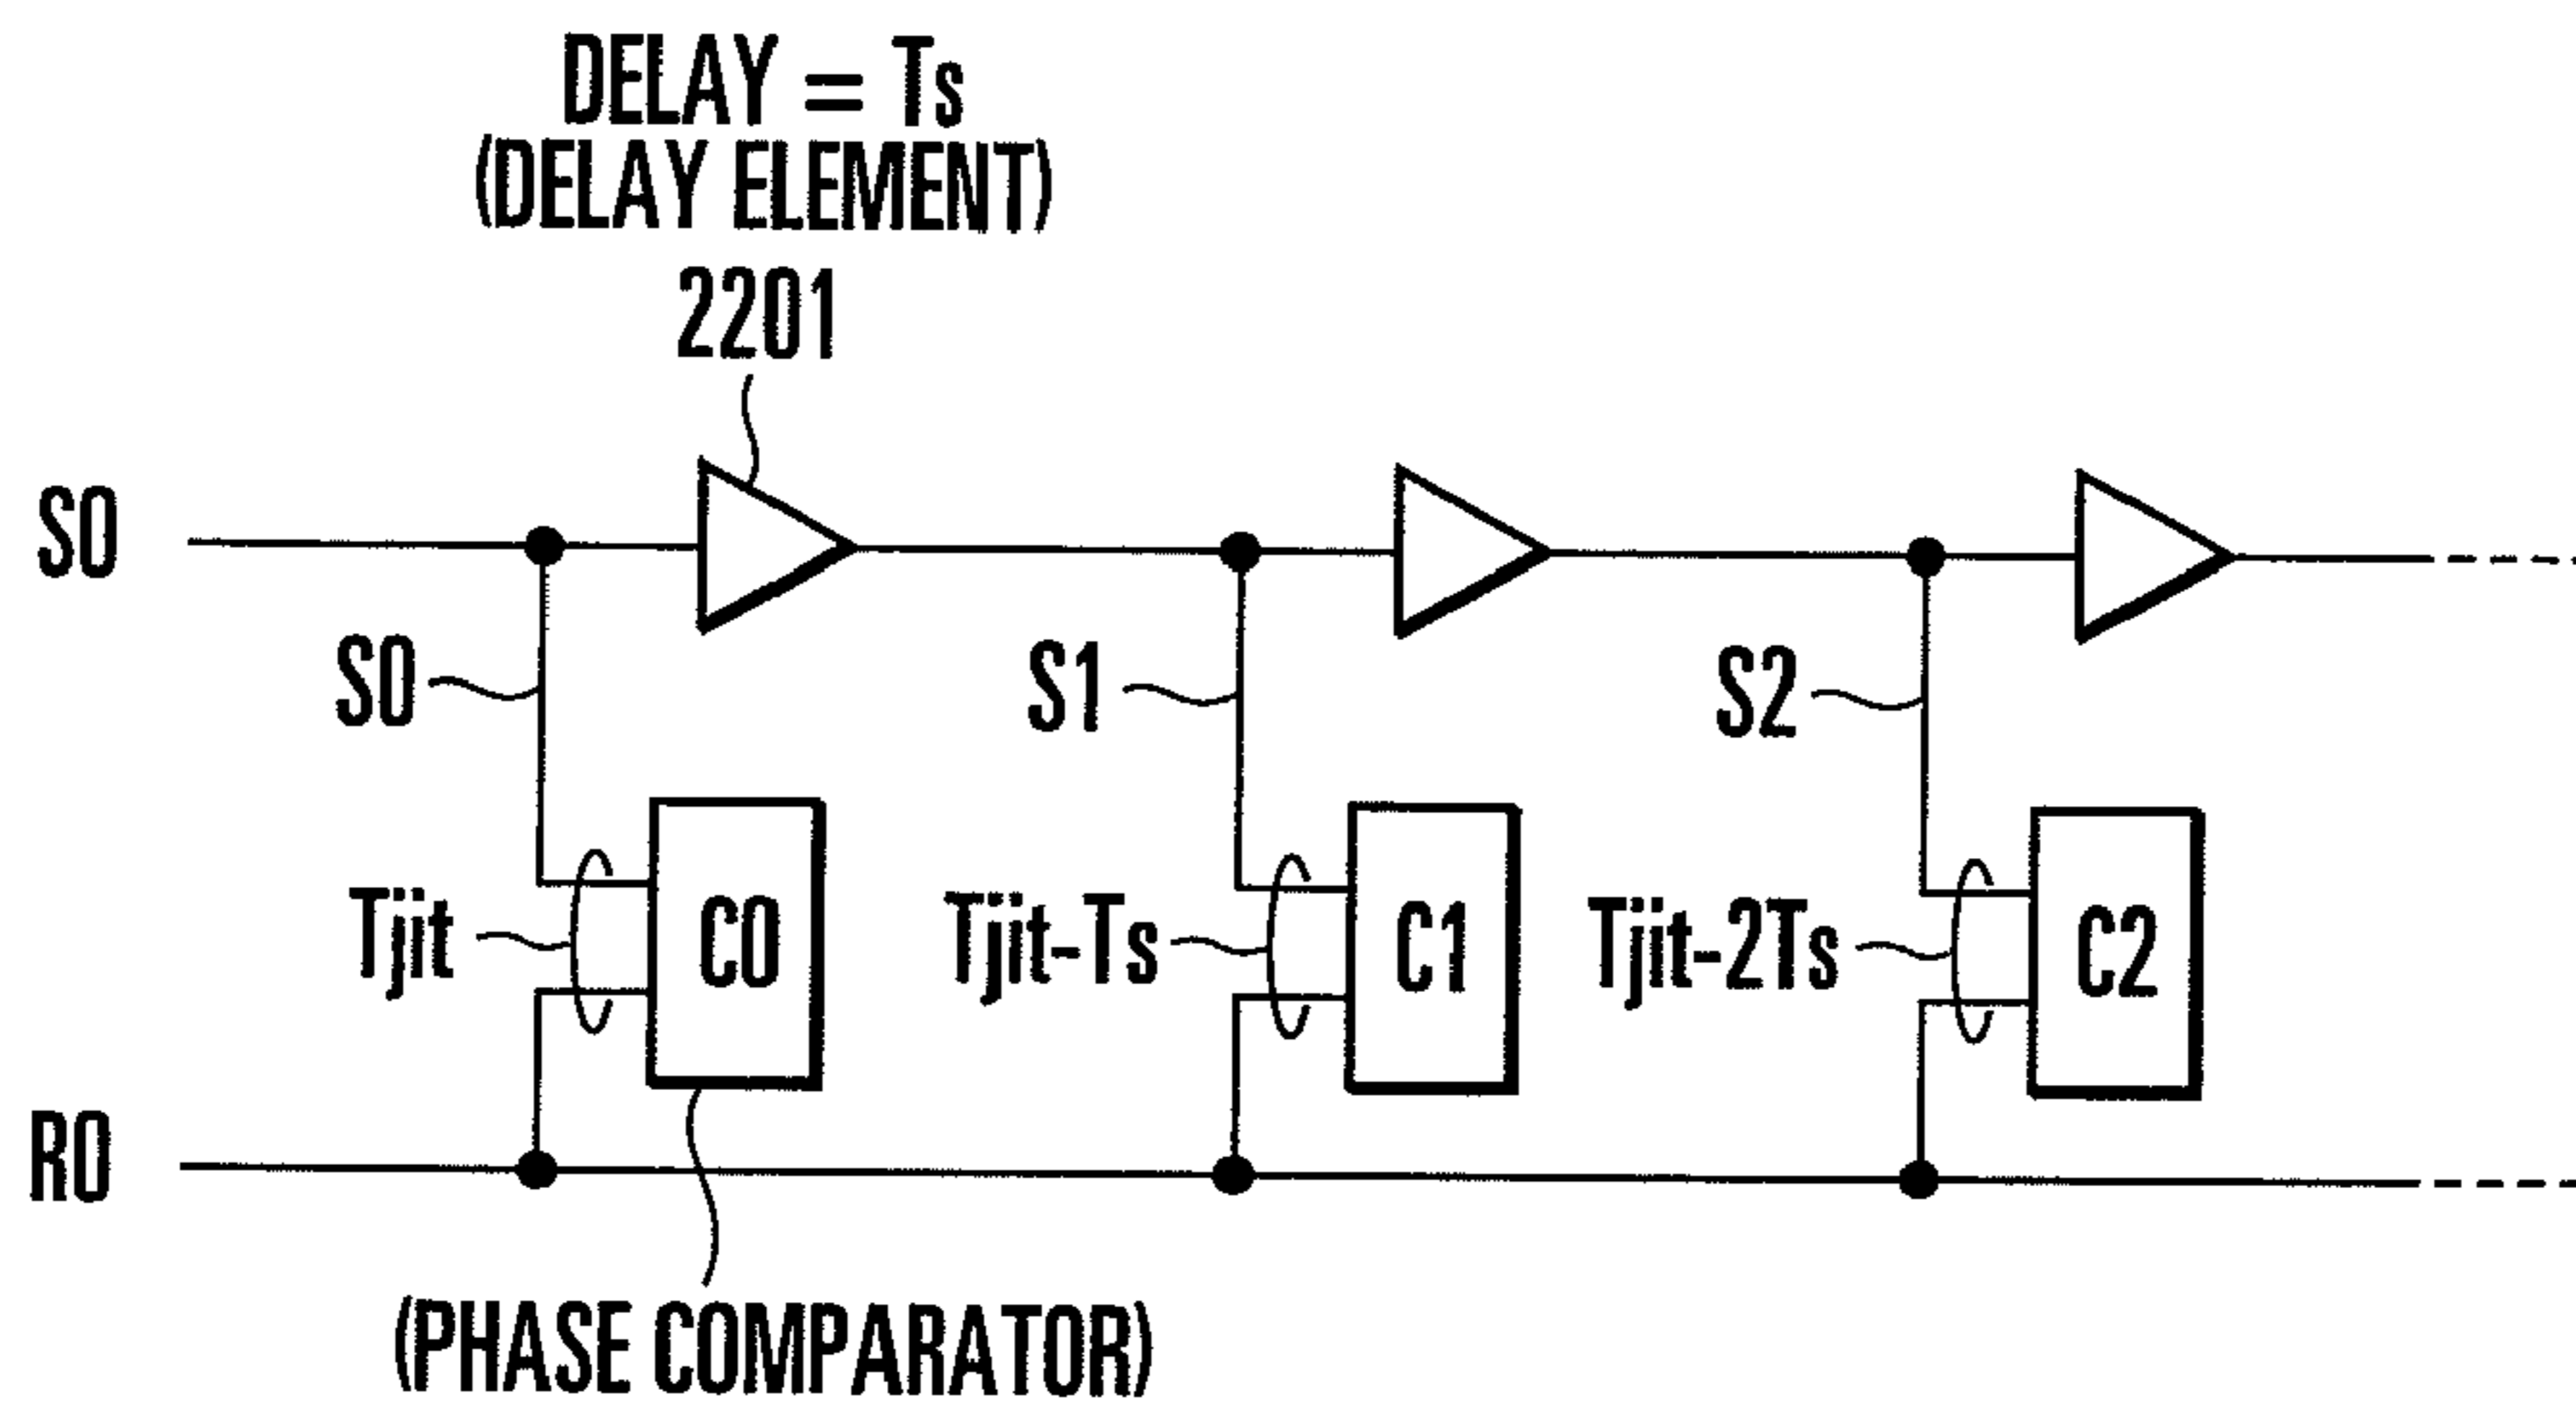 DELAY = Ts
(DELAY ELEMENT)
2201
S0
S0
S1
S2
Tjit
C0
Tjit-Ts
C1
Tjit-2Ts
C2
R0
(PHASE COMPARATOR)